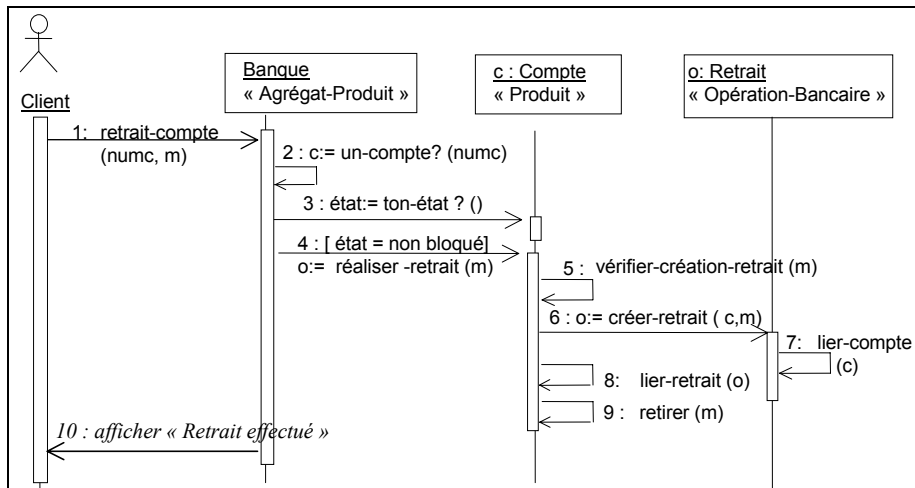 Client
Banque
« Agrégat-Produit »
c : Compte
« Produit »
o: Retrait
« Opération-Bancaire »
1: retrait-compte
(numc, m)
2 : c:= un-compte? (numc)
3 : état:= ton-état ? ()
4 : [ état = non bloqué]
o:= réaliser -retrait (m)
5 : vérifier-création-retrait (m)
6 : o:= créer-retrait ( c,m)
7: lier-compte
(c)
8: lier-retrait (o)
9 : retirer (m)
10 : afficher « Retrait effectué »